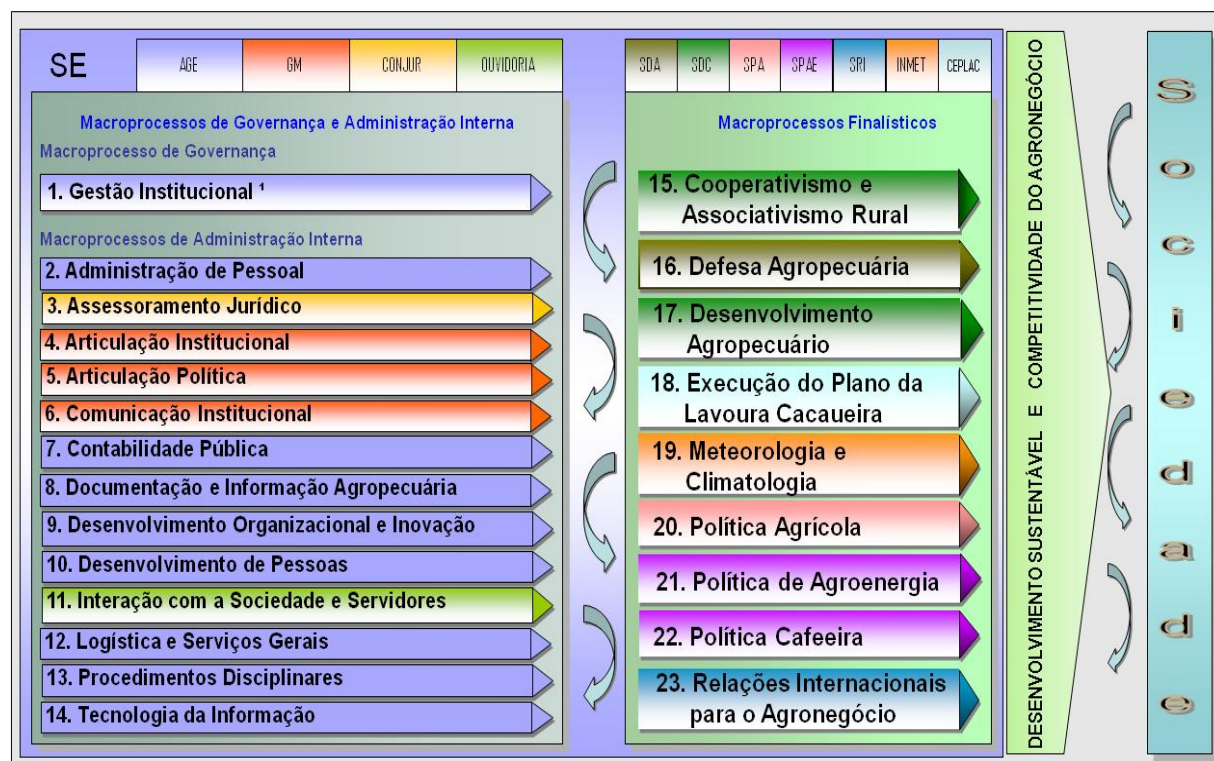 SE
AGE
GM
CONJUR
OUVIDORIA
SDA
SDC
SPA
SPAE
SRI
INMET
CEPLAC
Macroprocessos de Governança e Administração Interna
Macroprocesso de Governança
1. Gestão Institucional ¹
Macroprocessos de Administração Interna
2. Administração de Pessoal
3. Assessoramento Jurídico
4. Articulação Institucional
5. Articulação Política
6. Comunicação Institucional
7. Contabilidade Pública
8. Documentação e Informação Agropecuária
9. Desenvolvimento Organizacional e Inovação
10. Desenvolvimento de Pessoas
11. Interação com a Sociedade e Servidores
12. Logística e Serviços Gerais
13. Procedimentos Disciplinares
14. Tecnologia da Informação
Macroprocessos Finalísticos
15. Cooperativismo e
Associativismo Rural
16. Defesa Agropecuária
17. Desenvolvimento
Agropecuário
18. Execução do Plano da
Lavoura Cacaueira
19. Meteorologia e
Climatologia
20. Política Agrícola
21. Política de Agroenergia
22. Política Cafeeira
23. Relações Internacionais
para o Agronegócio
DESENVOLVIMENTO SUSTENTÁVEL E COMPETITIVIDADE DO AGRONEGÓCIO
Sociedade